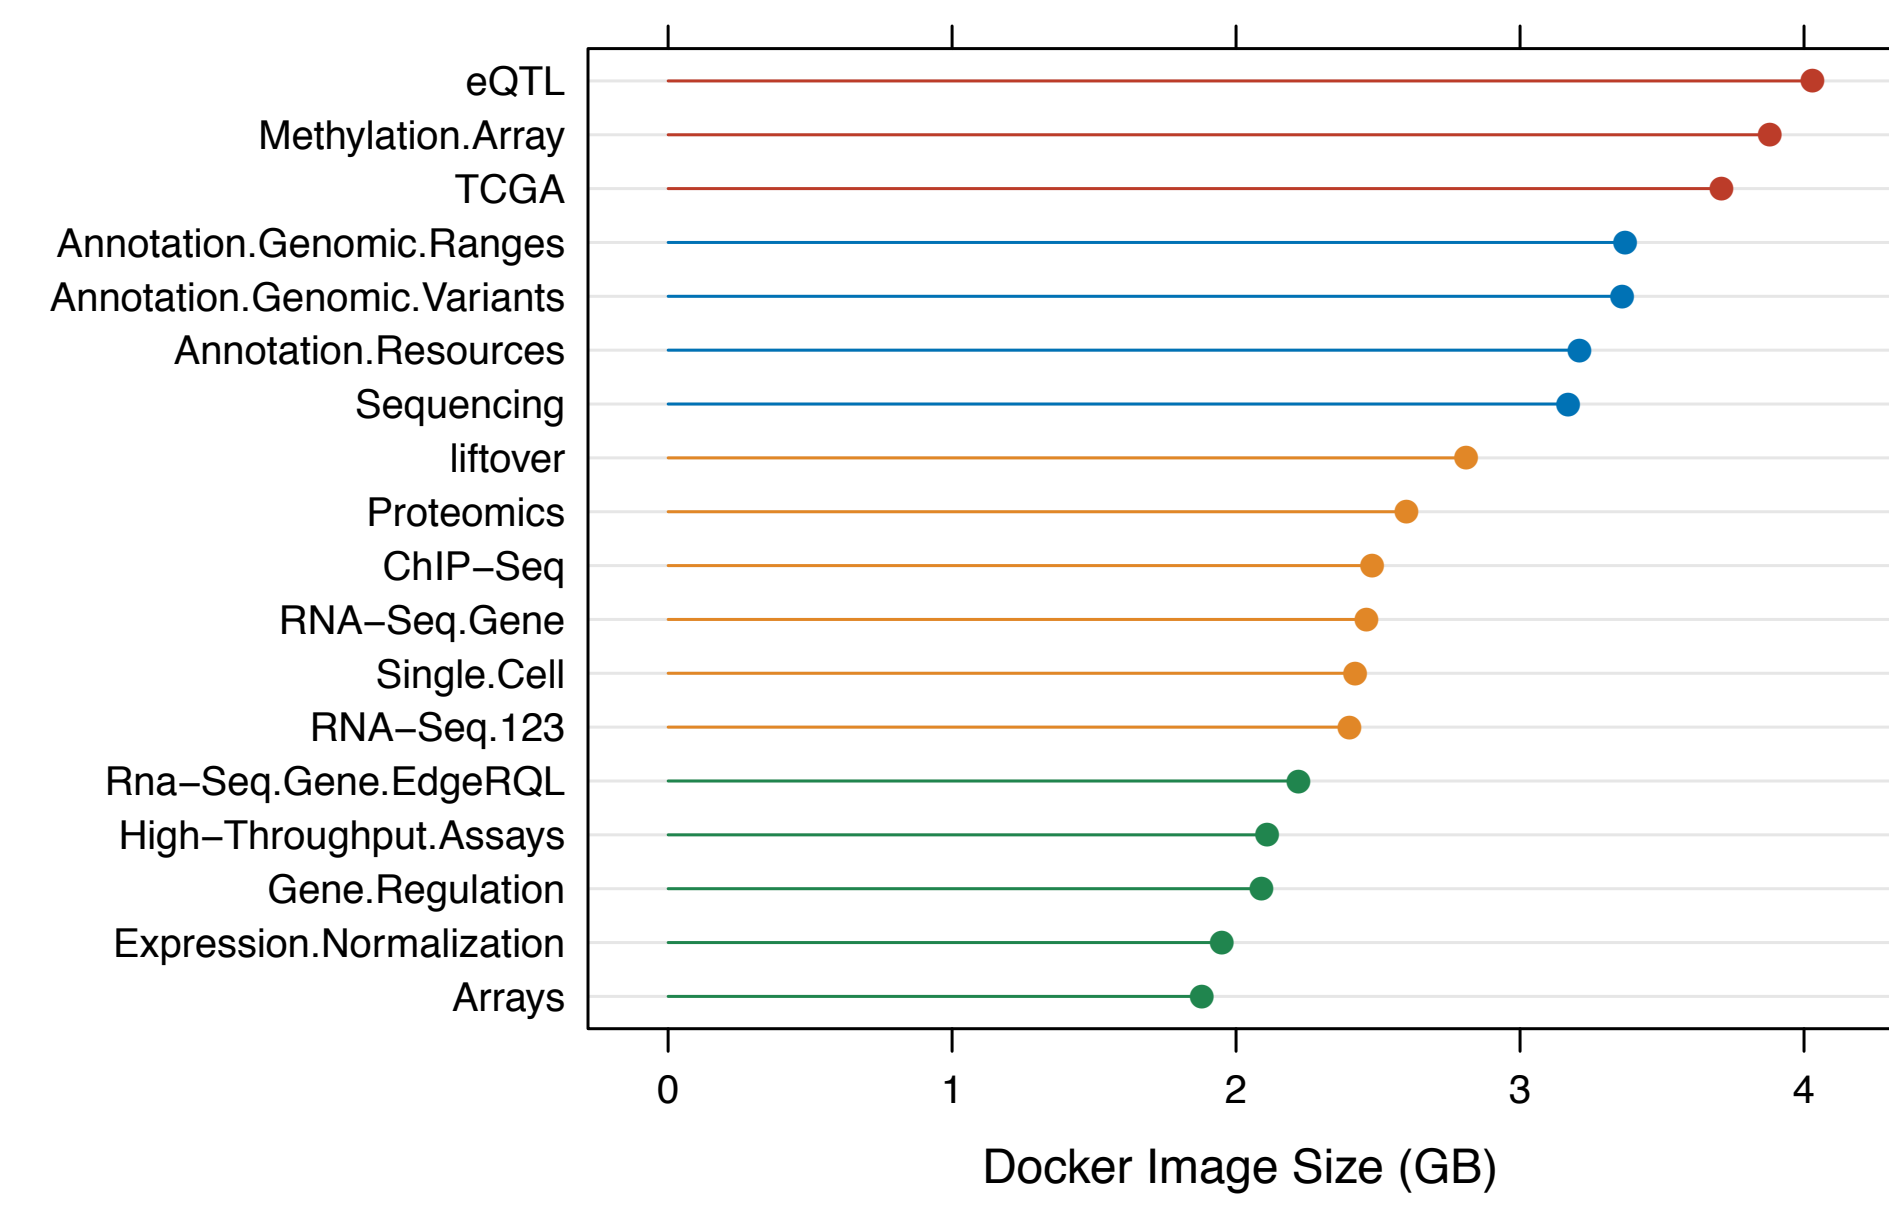 eQTL
Methylation.Array
TCGA
Annotation.Genomic.Ranges
Annotation.Genomic.Variants
Annotation.Resources
Sequencing
liftover
Proteomics
ChIP−Seq
RNA−Seq.Gene
Single.Cell
RNA−Seq.123
Rna−Seq.Gene.EdgeRQL
High−Throughput.Assays
Gene.Regulation
Expression.Normalization
Arrays
0 1 2 3 4
Docker Image Size (GB)